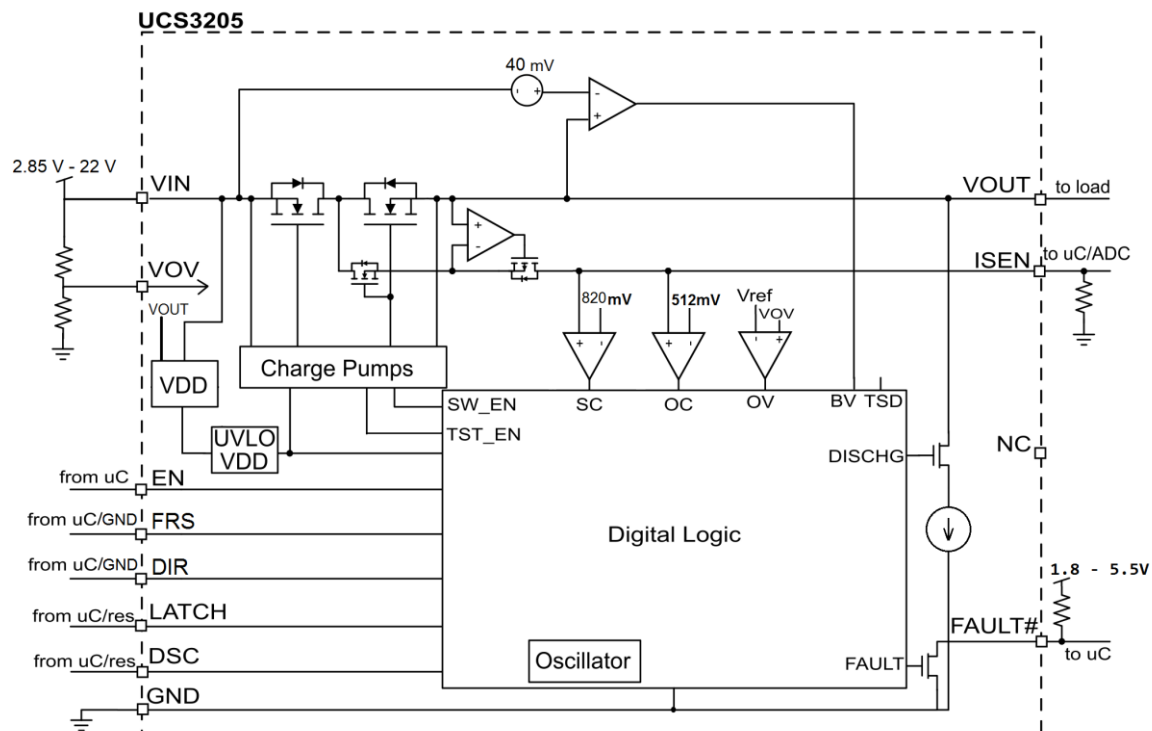 UCS3205
40 mV
- +
-
+
2.85 V - 22 V
VIN
VOUT
to load
+
-
ISEN
to uC/ADC
VOV
VOUT
820mV
512mV
Vref
VOV
+ -
+ -
- +
VDD
Charge Pumps
SW_EN
SC
OC
OV
BV
TSD
TST_EN
UVLO
VDD
DISCHG
NC
from uC
EN
from uC/GND
FRS
Digital Logic
from uC/GND
DIR
1.8 - 5.5V
from uC/res
LATCH
FAULT#
to uC
from uC/res
DSC
Oscillator
FAULT
GND